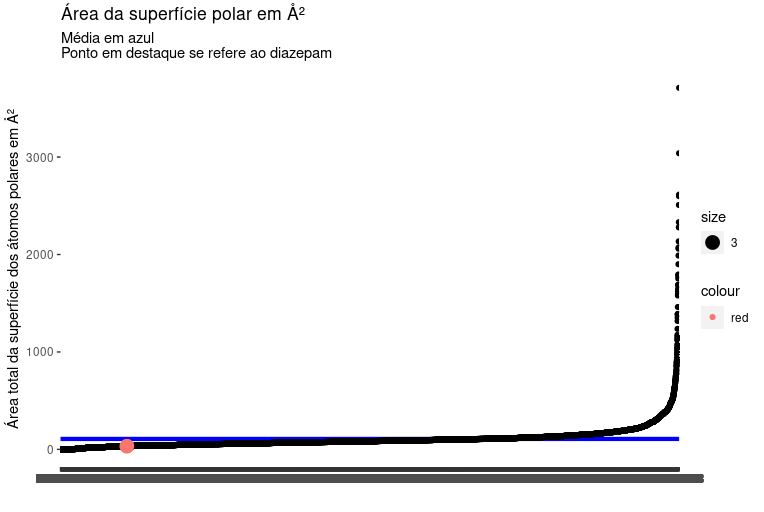 Área da superfície polar em Å²
Média em azul
Ponto em destaque se refere ao diazepam
Área total da superfície dos átomos polares em Å²
3000
2000
1000
0
size
3
colour
red